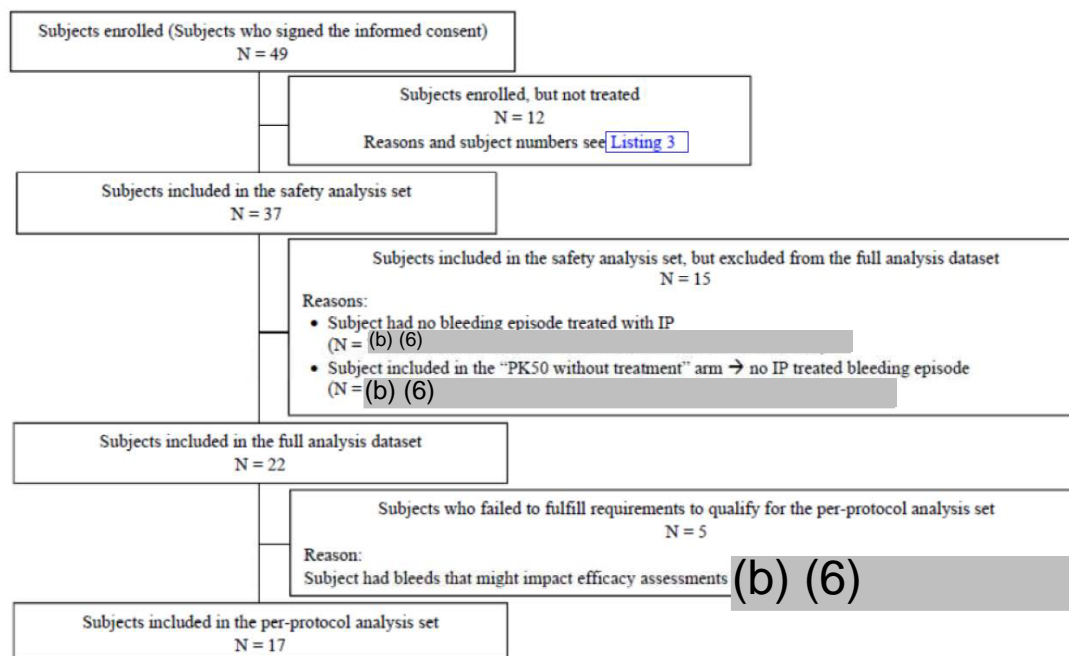 Subjects enrolled (Subjects who signed the informed consent)
N = 49
Subjects enrolled, but not treated
N = 12
Reasons and subject numbers see Listing 3
Subjects included in the safety analysis set
N = 37
Subjects included in the safety analysis set, but excluded from the full analysis dataset
N = 15
Reasons:
• Subject had no bleeding episode treated with IP
(N = (b) (6)
• Subject included in the “PK50 without treatment” arm → no IP treated bleeding episode
(N = (b) (6)
Subjects included in the full analysis dataset
N = 22
Subjects who failed to fulfill requirements to qualify for the per-protocol analysis set
N = 5
Reason:
Subject had bleeds that might impact efficacy assessments (b) (6)
Subjects included in the per-protocol analysis set
N = 17